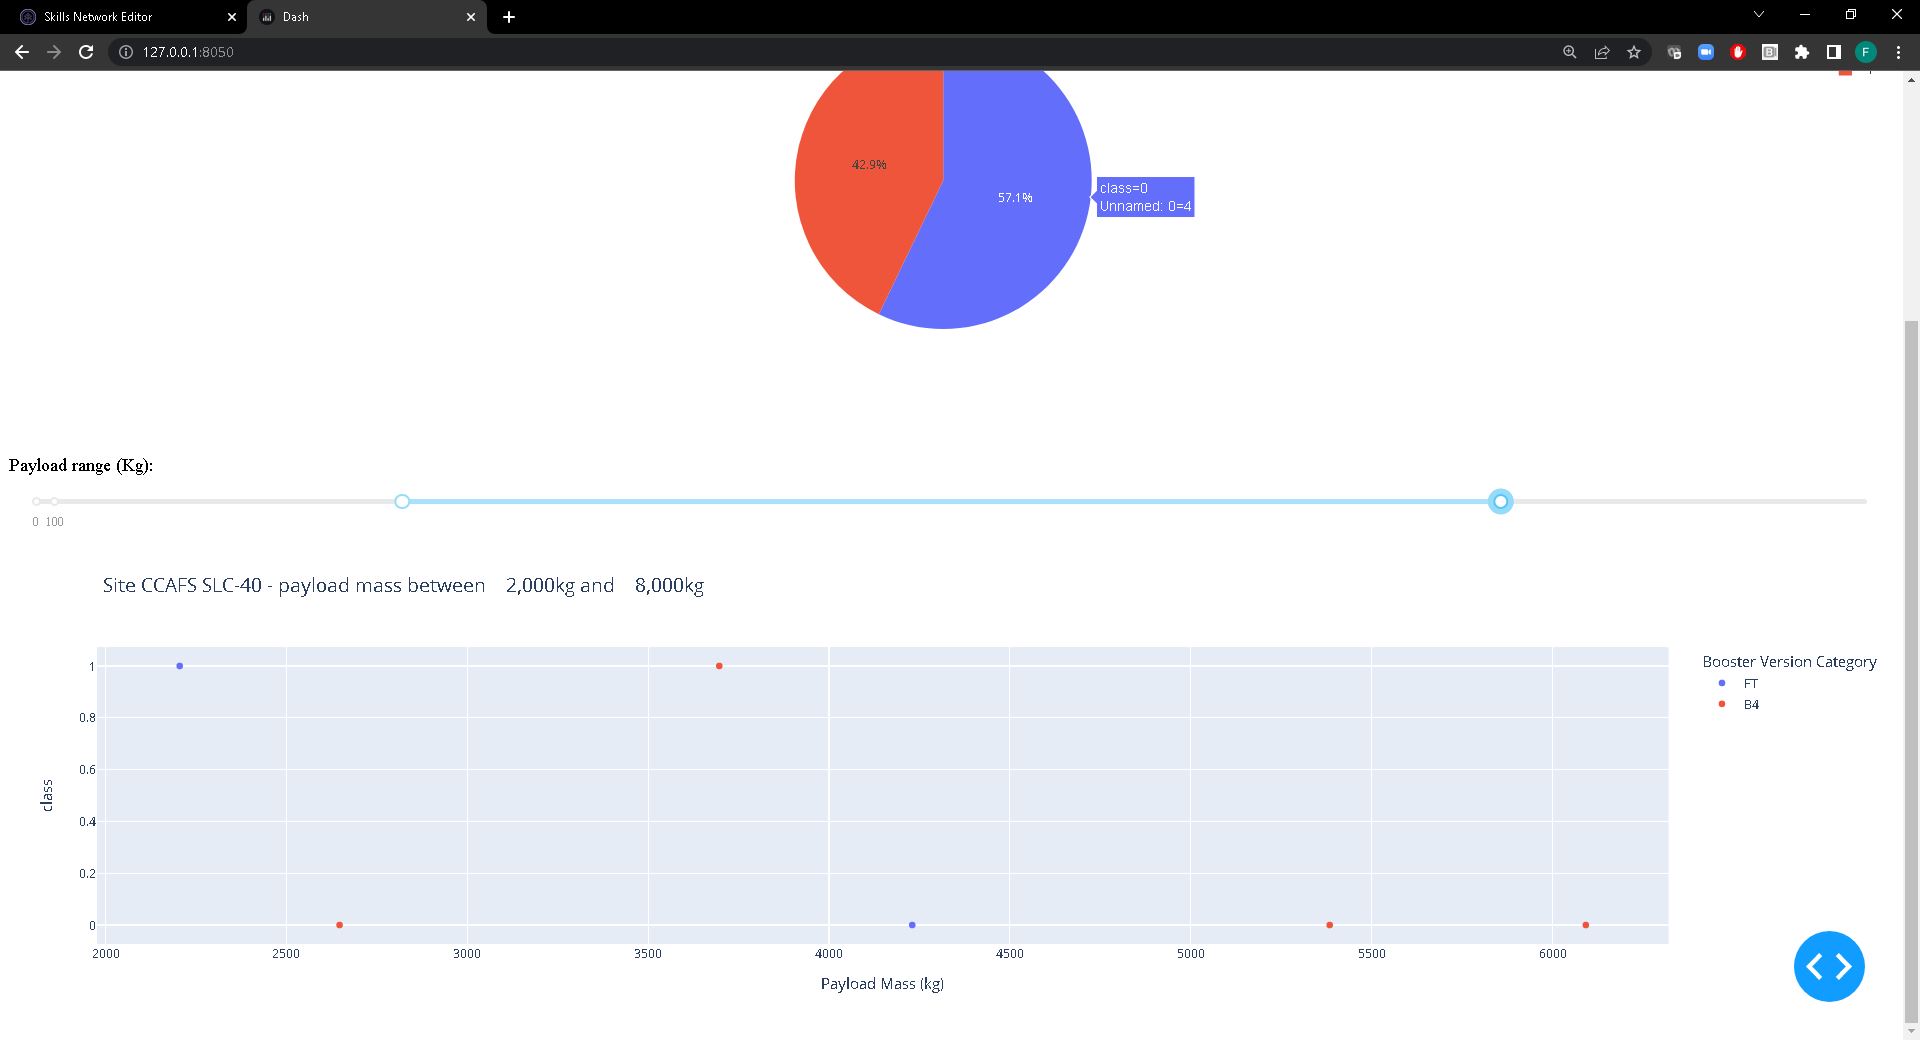 Skills Network Editor
Dash
127.0.0.1:8050
F
42.9%
57.1%
class=0
Unnamed: 0=4
Payload range (Kg):
0 100
Site CCAFS SLC-40 - payload mass between 2,000kg and 8,000kg
Booster Version Category
FT
B4
1
0.8
0.6
0.4
0.2
0
class
2000 2500 3000 3500 4000 4500 5000 5500 6000
Payload Mass (kg)